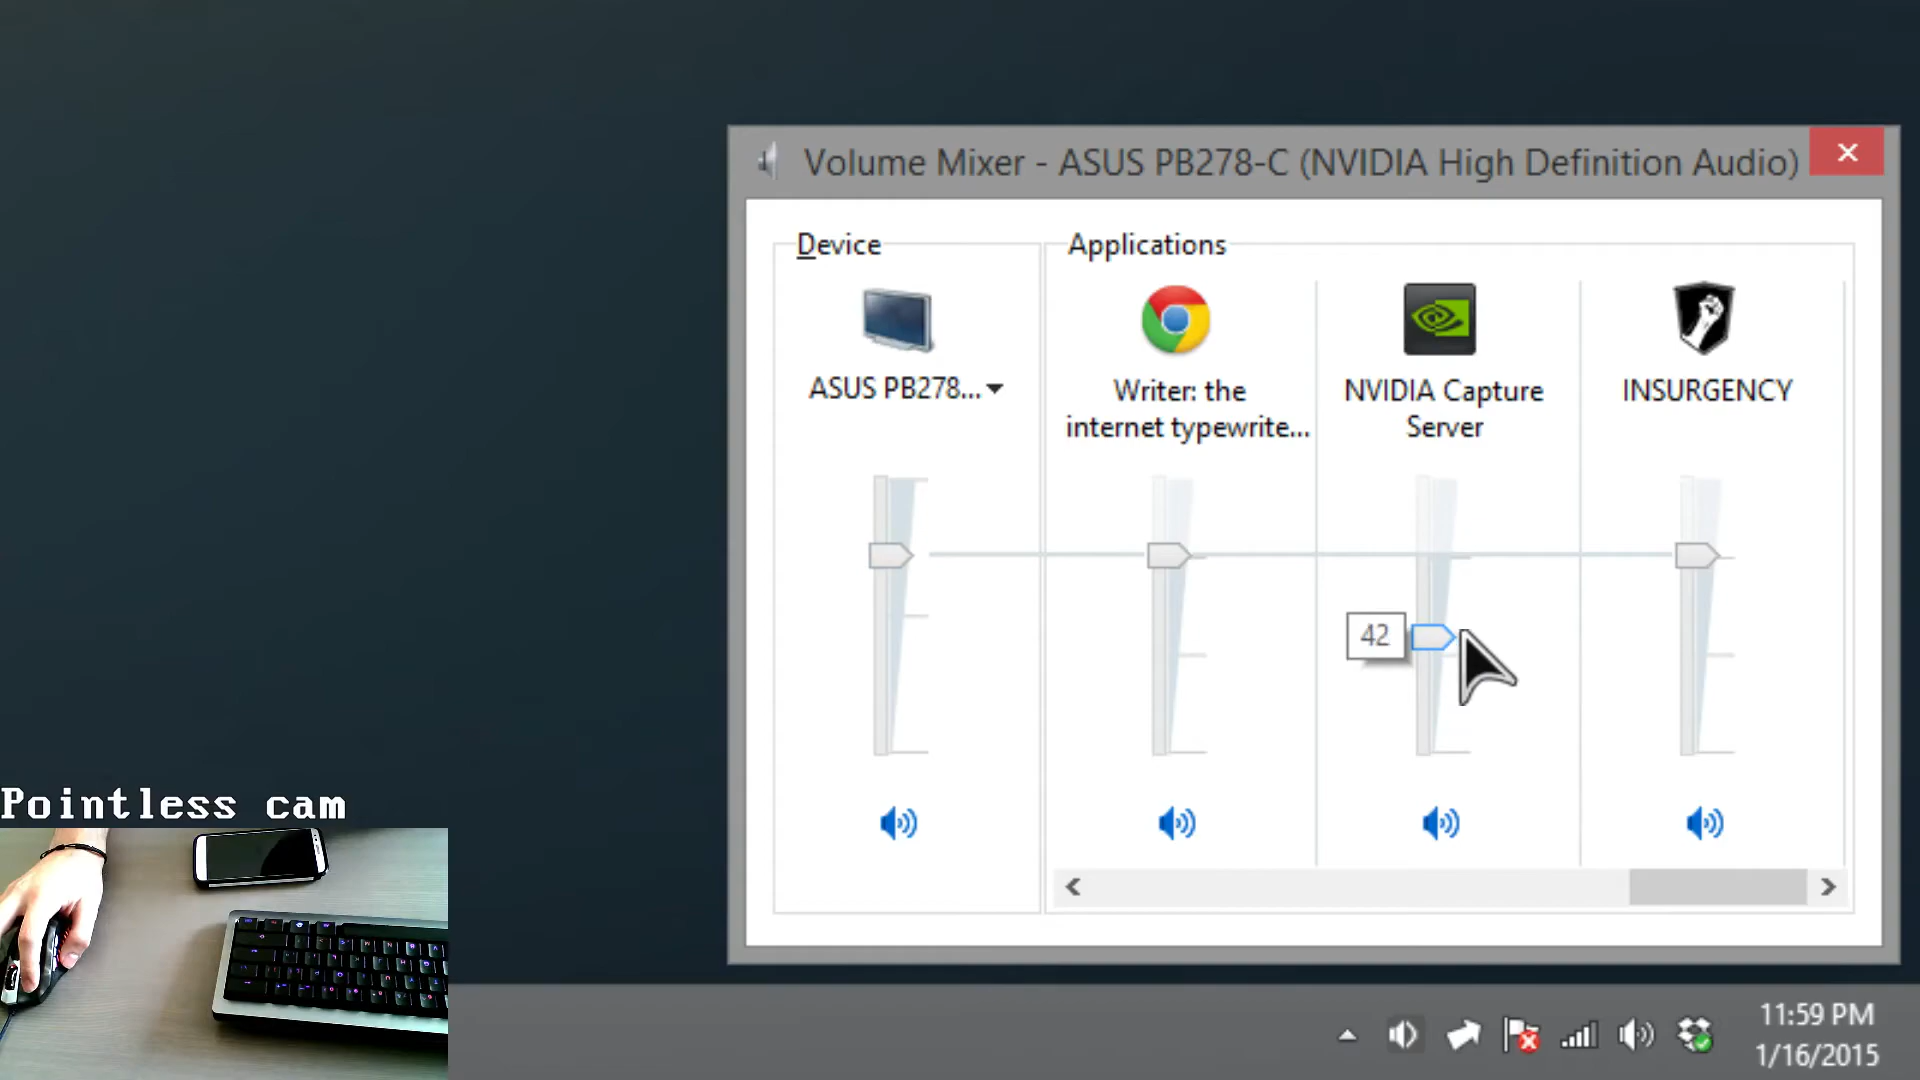 Volume Mixer - ASUS PB278-C (NVIDIA High Definition Audio)
Device
Applications
ASUS PB278...
Writer: the
internet typewrite...
NVIDIA Capture
Server
INSURGENCY
42
Pointless cam
11:59 PM
1/16/2015